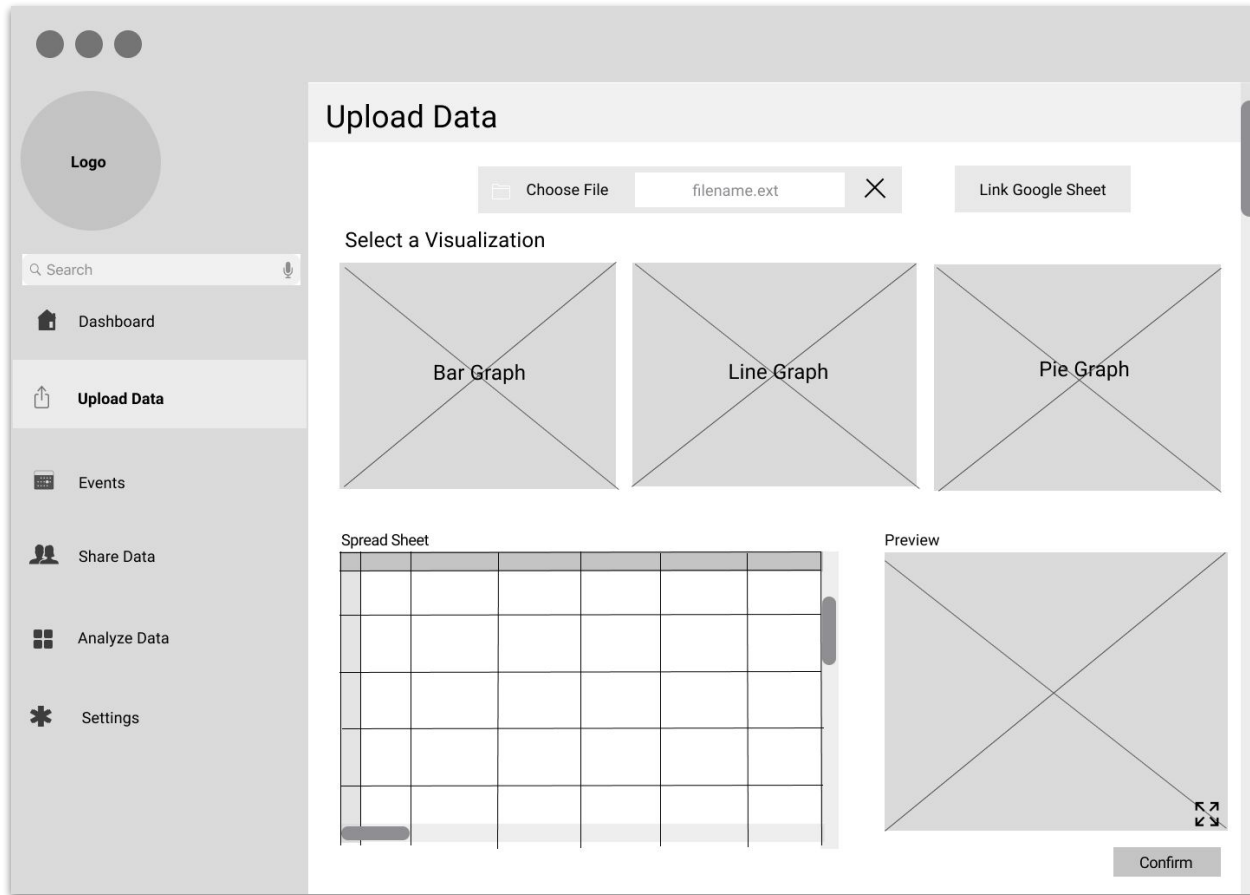 Logo
Search
Dashboard
Upload Data
Events
Share Data
Analyze Data
Settings
Upload Data
Choose File
filename.ext
Link Google Sheet
Select a Visualization
Bar Graph
Line Graph
Pie Graph
Spread Sheet
Preview
Confirm